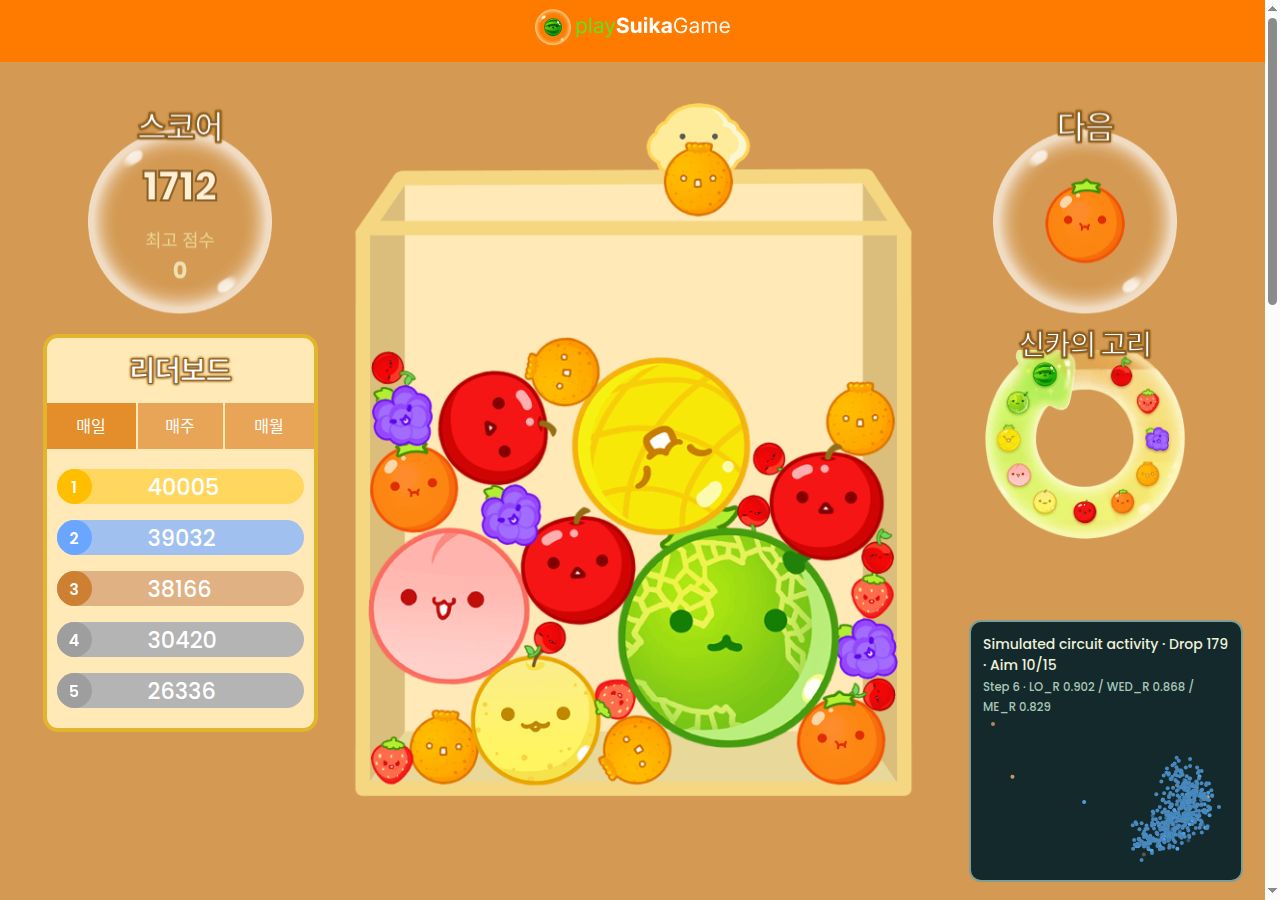 playSuikaGame
스코어
1712
최고 점수
0
다음
신카의 고리
리더보드
매일 매주 매월
1 40005
2 39032
3 38166
4 30420
5 26336
Simulated circuit activity · Drop 179
· Aim 10/15
Step 6 · LO_R 0.902 / WED_R 0.868 /
ME_R 0.829